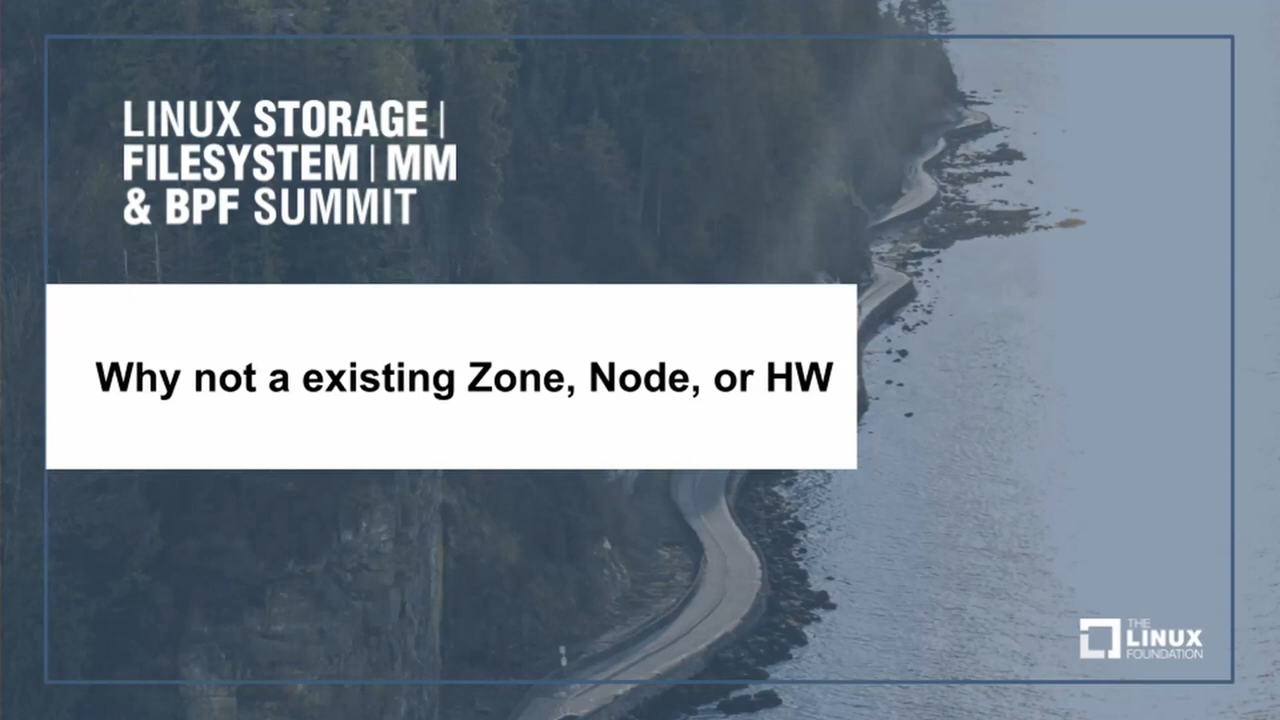 LINUX STORAGE |
FILESYSTEM | MM
& BPF SUMMIT
Why not a existing Zone, Node, or HW
THE
LINUX
FOUNDATION